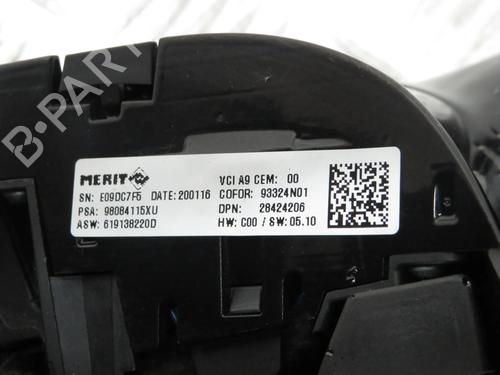 B-PARTS
MERIT
VCI A9 CEM: 00
SN: E09DC7F5 DATE: 200116 COFOR: 93324N01
PSA: 98084115XU DPN: 28424206
ASW: 619138220D HW: C00 / SW: 05.10